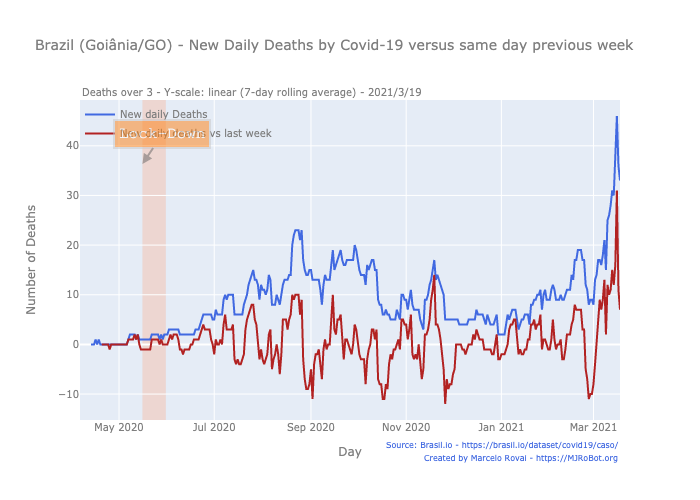 Brazil (Goiânia/GO) - New Daily Deaths by Covid-19 versus same day previous week
Deaths over 3 - Y-scale: linear (7-day rolling average) - 2021/3/19
New daily Deaths
New daily deaths vs last week
Number of Deaths
40
30
20
10
0
−10
May 2020
Jul 2020
Sep 2020
Nov 2020
Jan 2021
Mar 2021
Day
Source: Brasil.io - https://brasil.io/dataset/covid19/caso/
Created by Marcelo Rovai - https://MJRoBot.org